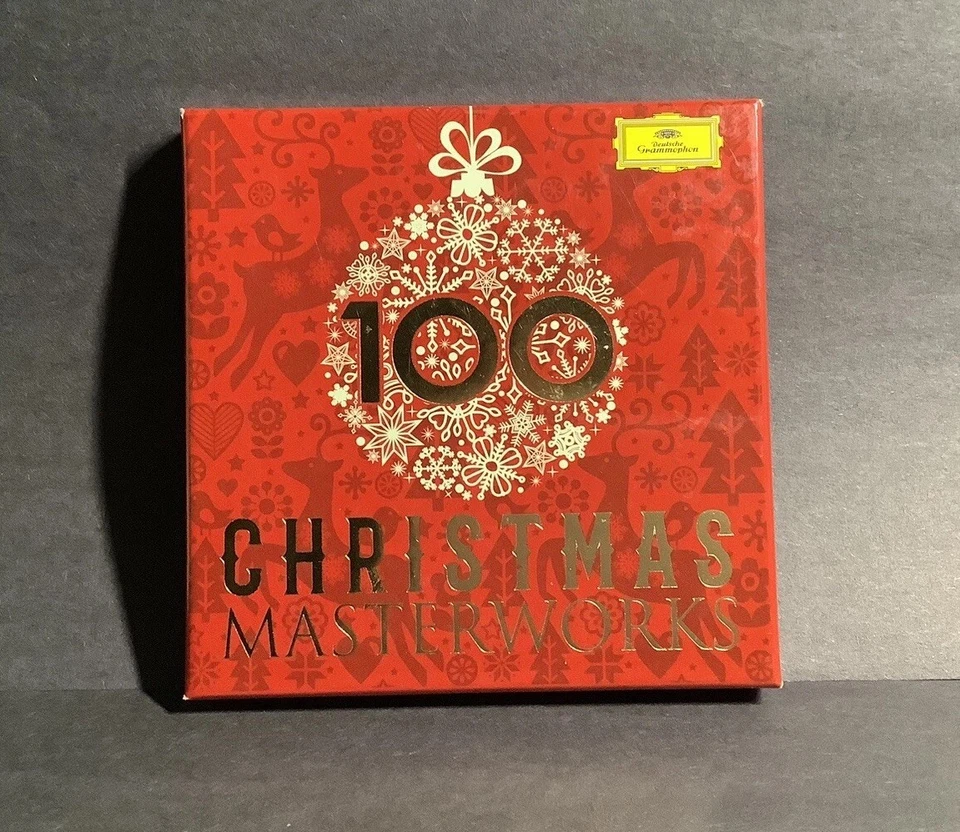 Deutsche
Grammophon
100
CHRISTMAS
MASTERWORKS